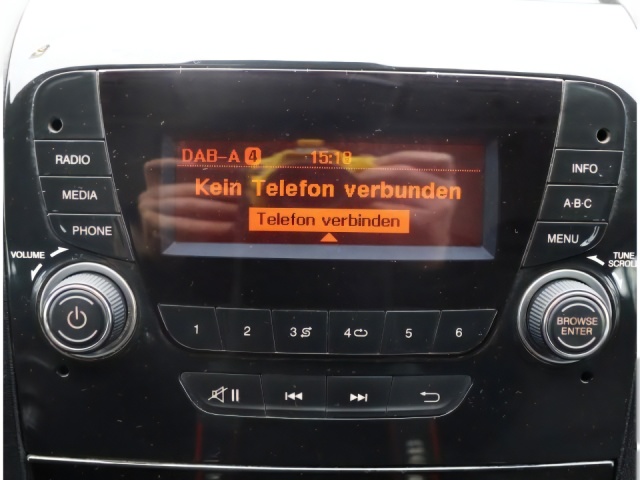 DAB-A 4 15:18
Kein Telefon verbunden
Telefon verbinden
RADIO
MEDIA
PHONE
VOLUME
INFO
A·B·C
MENU
TUNE
SCROLL
1 2 3 4 5 6
BROWSE
ENTER